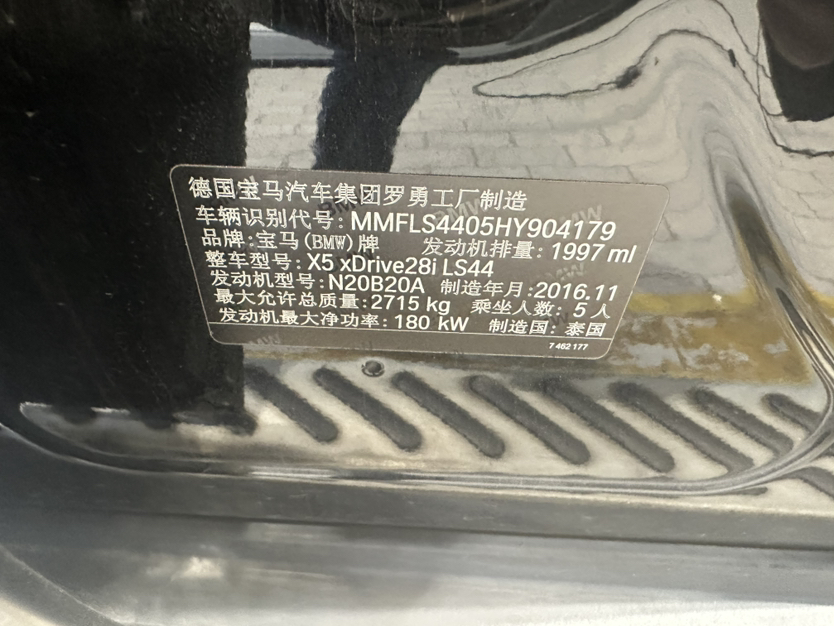 德国宝马汽车集团罗勇工厂制造
车辆识别代号: MMFLS4405HY904179
品牌:宝马(BMW)牌 发动机排量: 1997 ml
整车型号: X5 xDrive28i LS44
发动机型号:N20B20A 制造年月:2016.11
最大允许总质量:2715 kg 乘坐人数: 5人
发动机最大净功率: 180 kW 制造国: 泰国
7 462 177